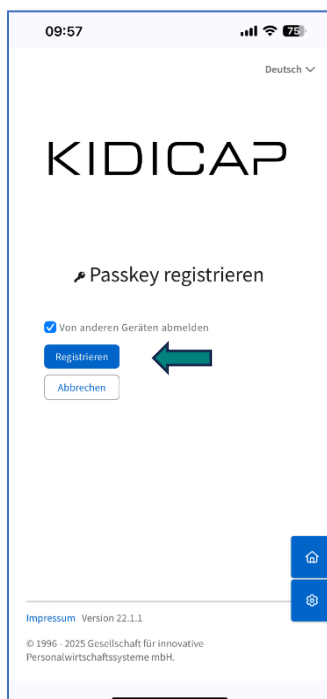 09:57
75
Deutsch
KIDICAP
Passkey registrieren
Von anderen Geräten abmelden
Registrieren
Abbrechen
Impressum Version 22.1.1
© 1996 - 2025 Gesellschaft für innovative
Personalwirtschaftssysteme mbH.